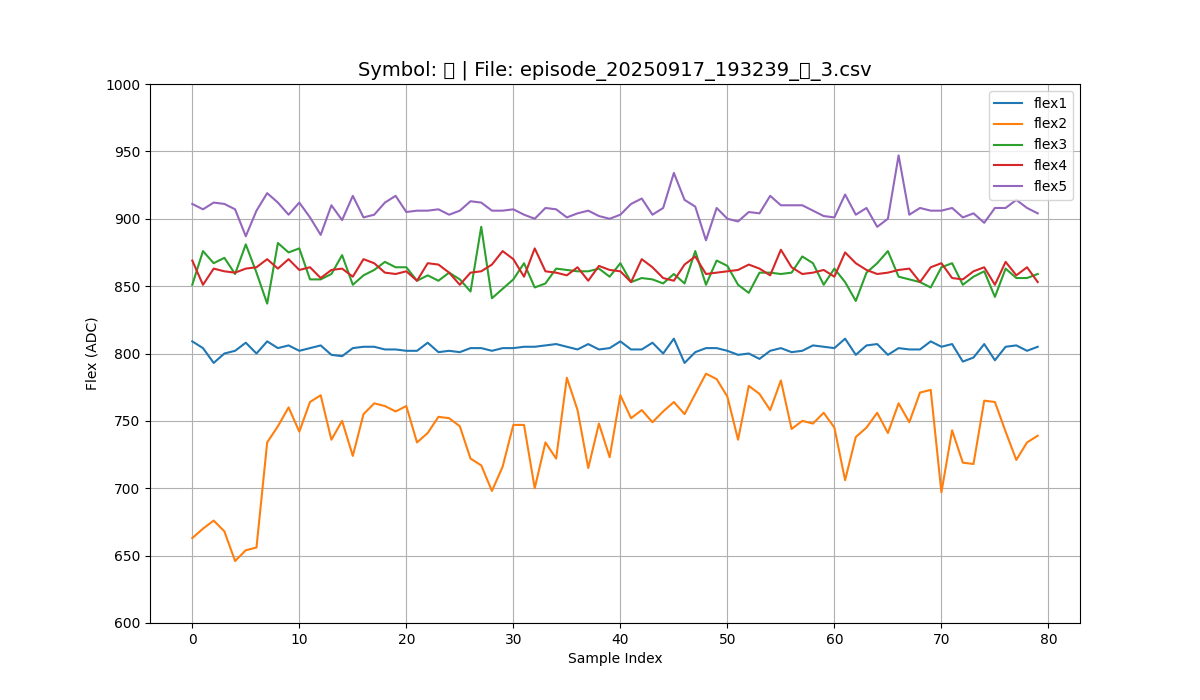 Symbol: | File: episode_20250917_193239_ _3.csv
1000
950
900
850
800
750
700
650
600
Flex (ADC)
0 10 20 30 40 50 60 70 80
Sample Index
flex1
flex2
flex3
flex4
flex5